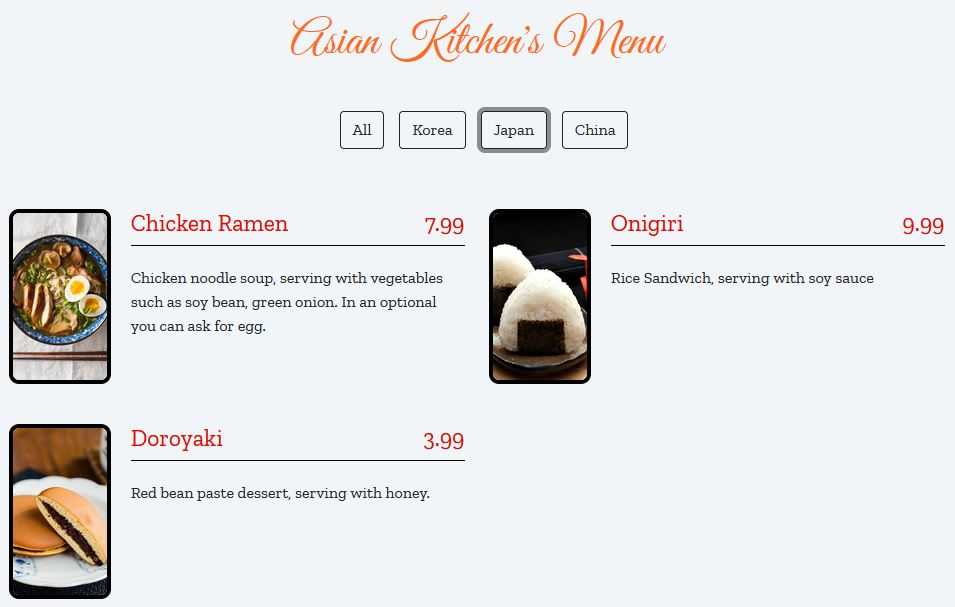 Asian Kitchen's Menu
All
Korea
Japan
China
Chicken Ramen
7.99
Chicken noodle soup, serving with vegetables
such as soy bean, green onion. In an optional
you can ask for egg.
Onigiri
9.99
Rice Sandwich, serving with soy sauce
Doroyaki
3.99
Red bean paste dessert, serving with honey.